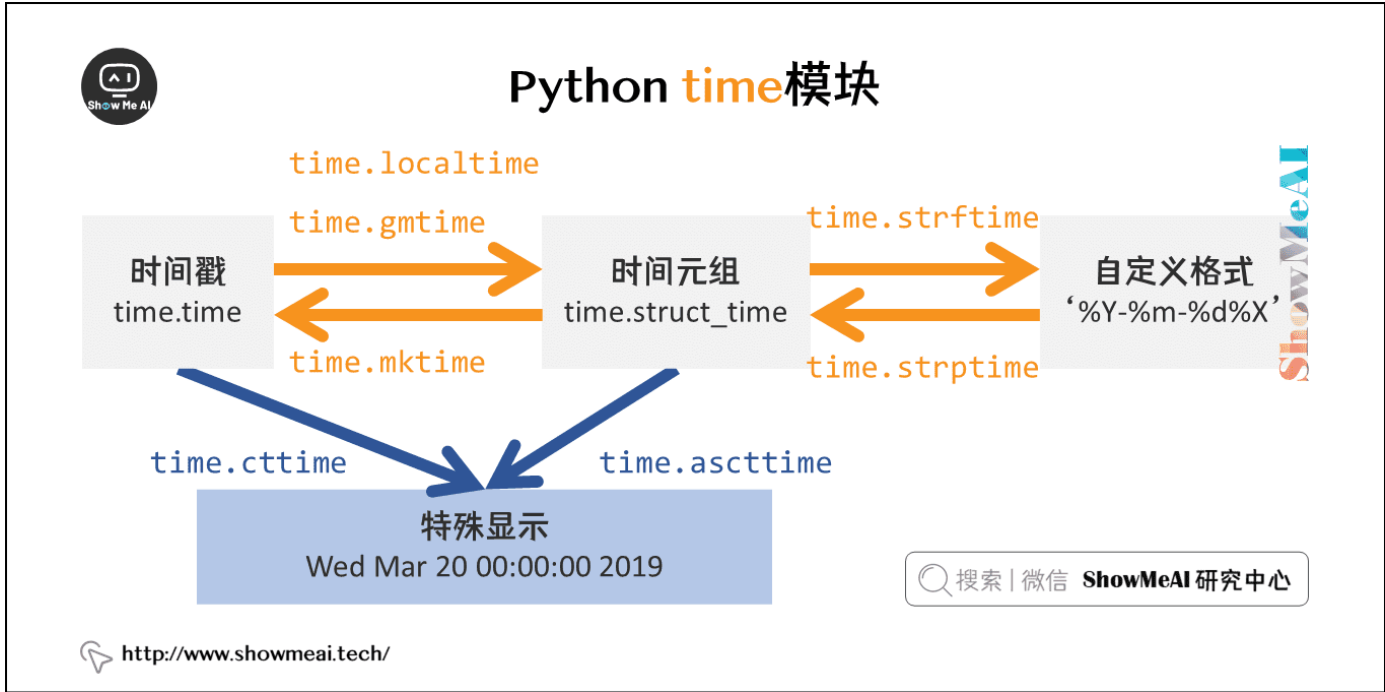 Show Me AI
Python time模块
time.localtime
time.gmtime
time.strftime
时间戳
time.time
时间元组
time.struct_time
自定义格式
‘%Y-%m-%d%X’
time.mktime
time.strptime
ShowMeAI
time.cttime
time.ascttime
特殊显示
Wed Mar 20 00:00:00 2019
搜索 | 微信 ShowMeAI 研究中心
http://www.showmeai.tech/